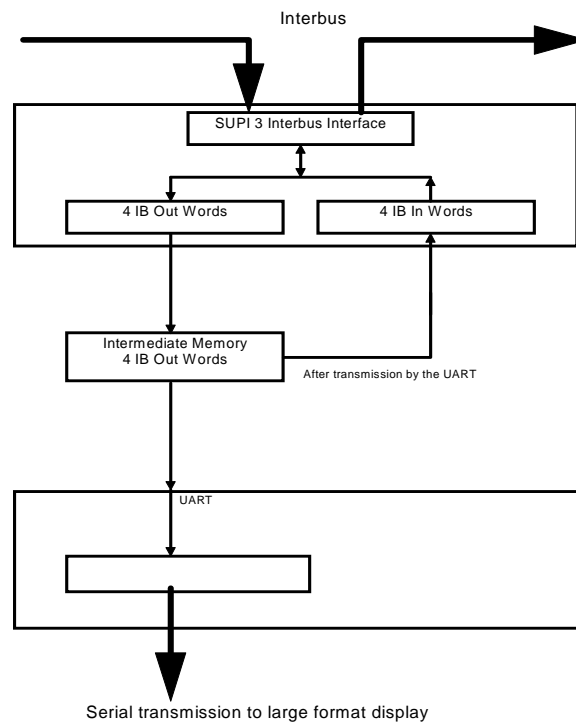 Interbus
SUPI 3 Interbus Interface
4 IB Out Words
4 IB In Words
Intermediate Memory
4 IB Out Words
After transmission by the UART
UART
Serial transmission to large format display